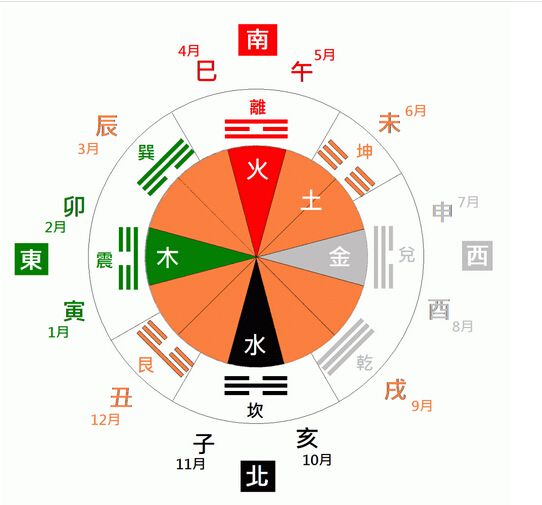 南
4月
5月
巳
午
離
辰
3月
未
6月
巽
坤
火
土
卯
2月
申
7月
東
震
木
金
兌
西
寅
1月
酉
8月
水
艮
乾
丑
12月
坎
戌
9月
子
11月
亥
10月
北